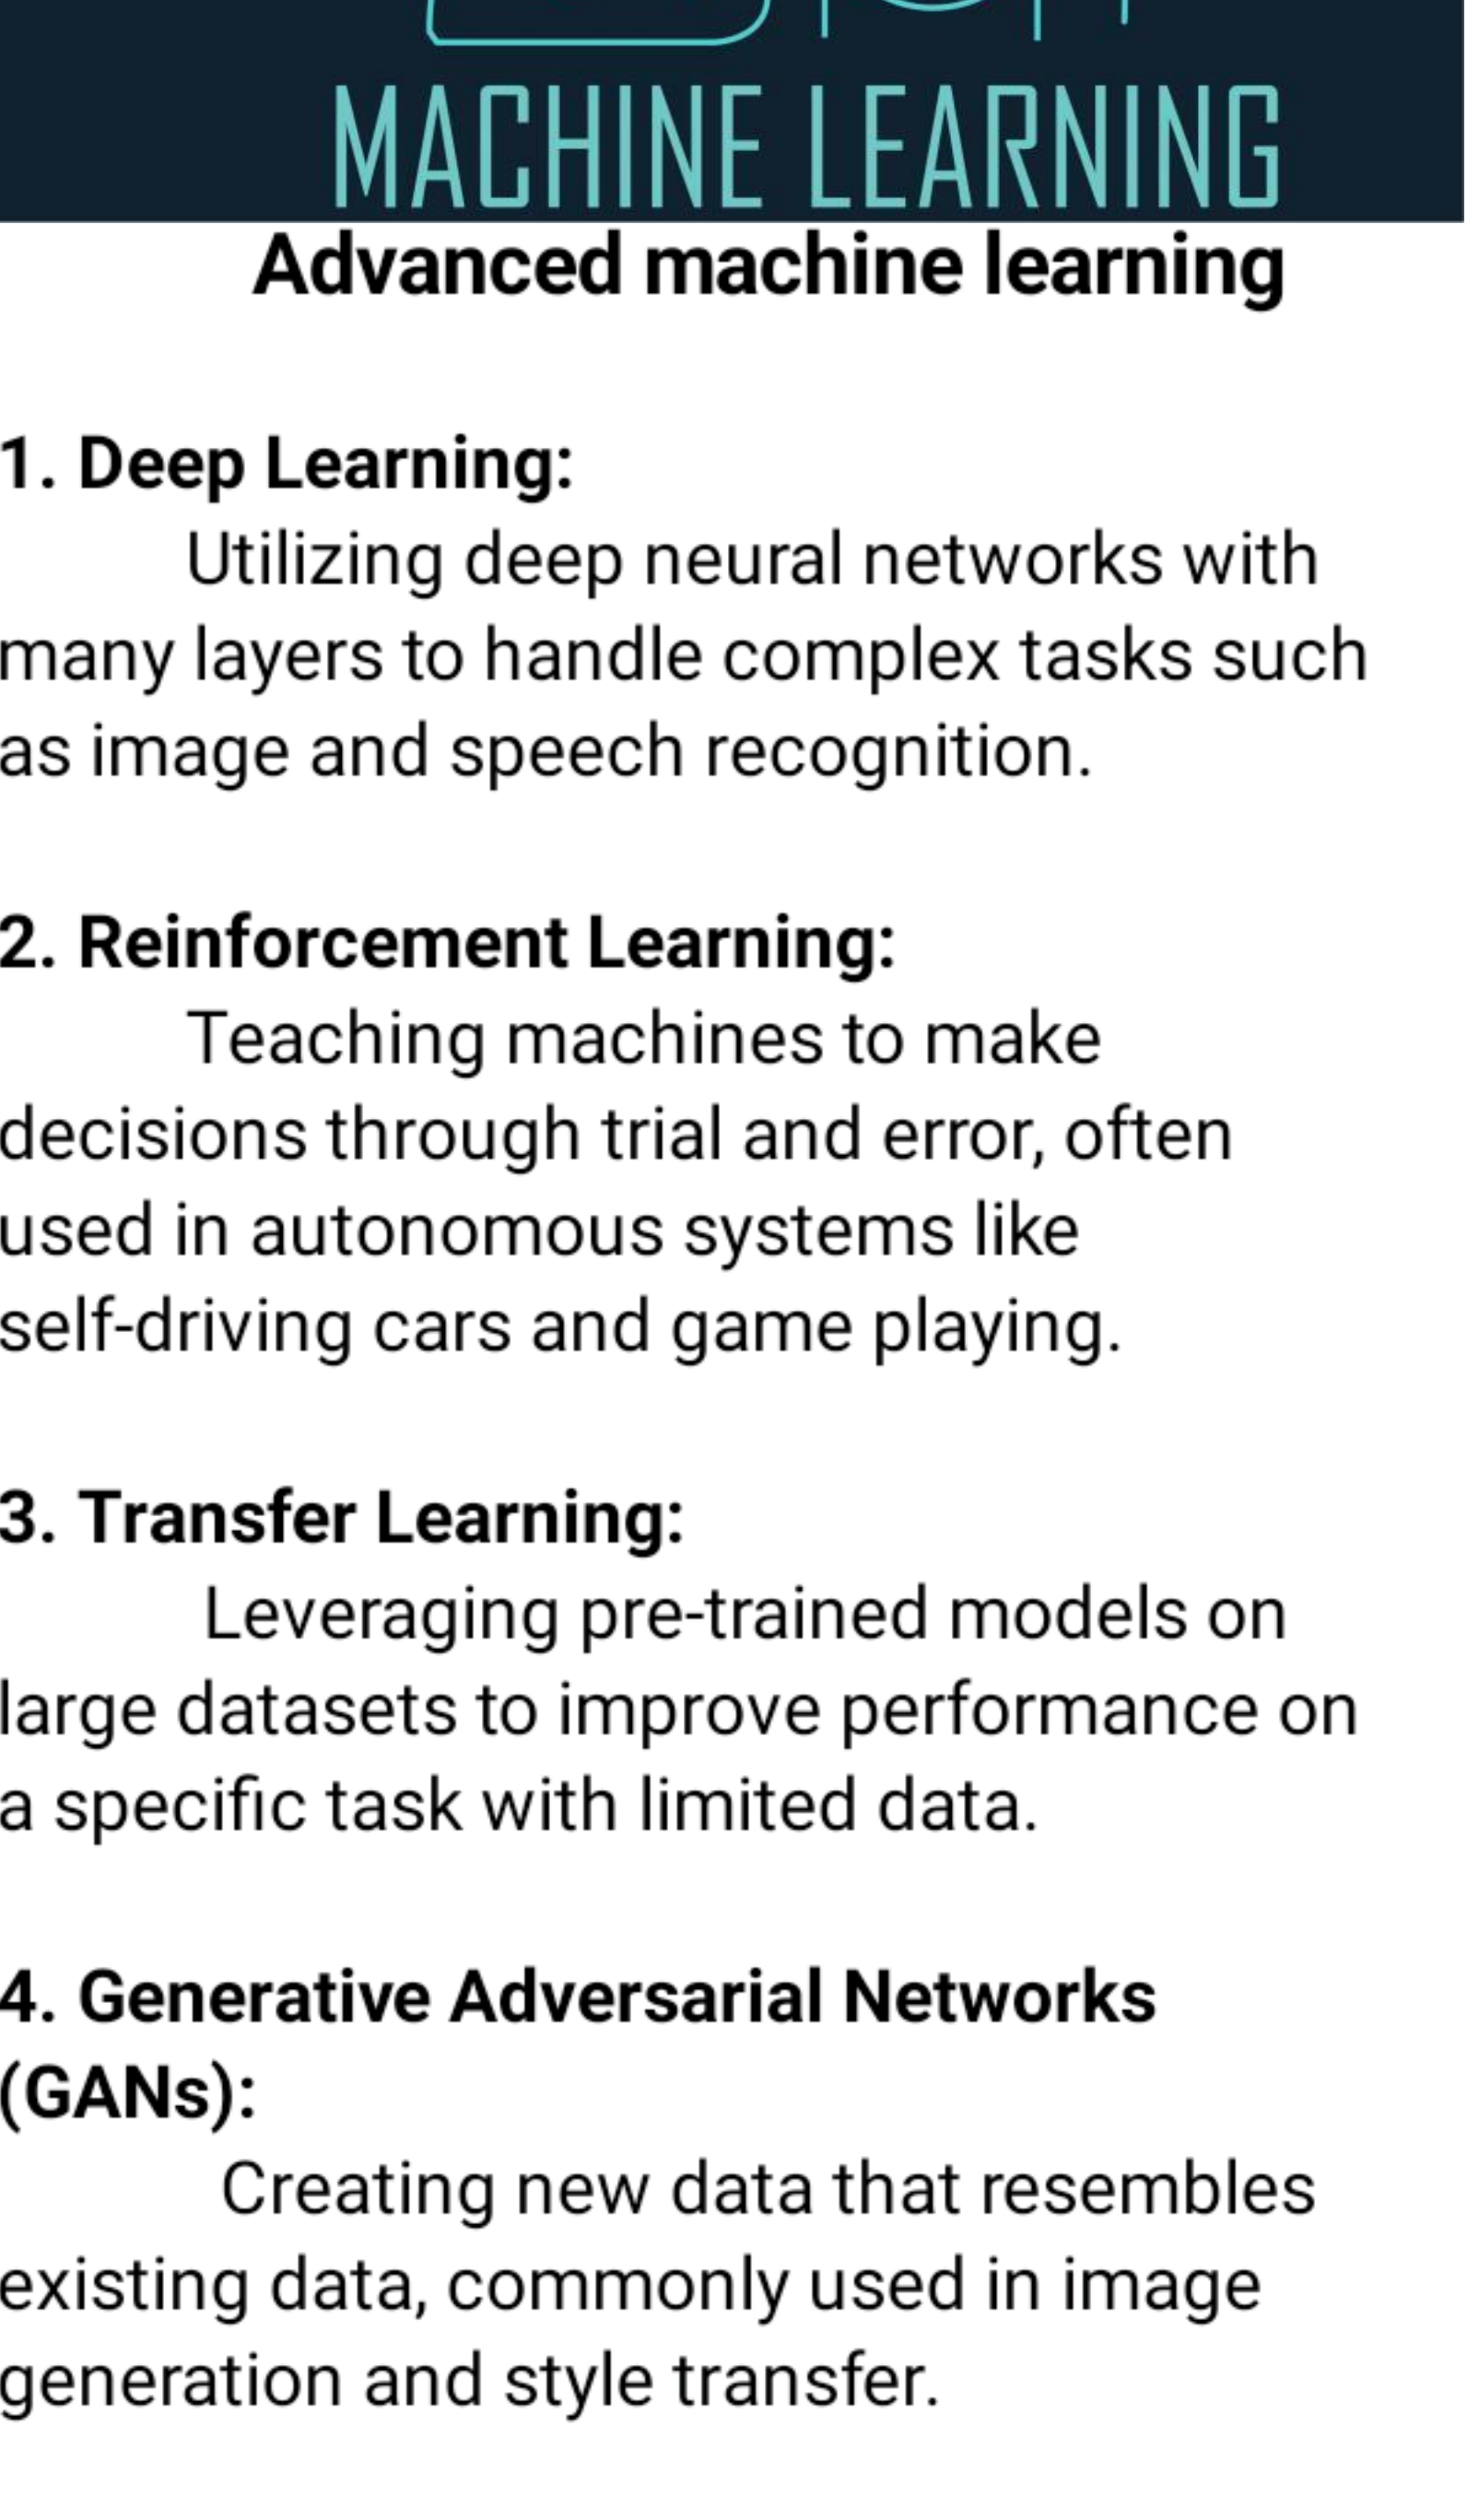 MACHINE LEARNING
Advanced machine learning
1. Deep Learning:
Utilizing deep neural networks with
many layers to handle complex tasks such
as image and speech recognition.
2. Reinforcement Learning:
Teaching machines to make
decisions through trial and error, often
used in autonomous systems like
self-driving cars and game playing.
3. Transfer Learning:
Leveraging pre-trained models on
large datasets to improve performance on
a specific task with limited data.
4. Generative Adversarial Networks
(GANs):
Creating new data that resembles
existing data, commonly used in image
generation and style transfer.